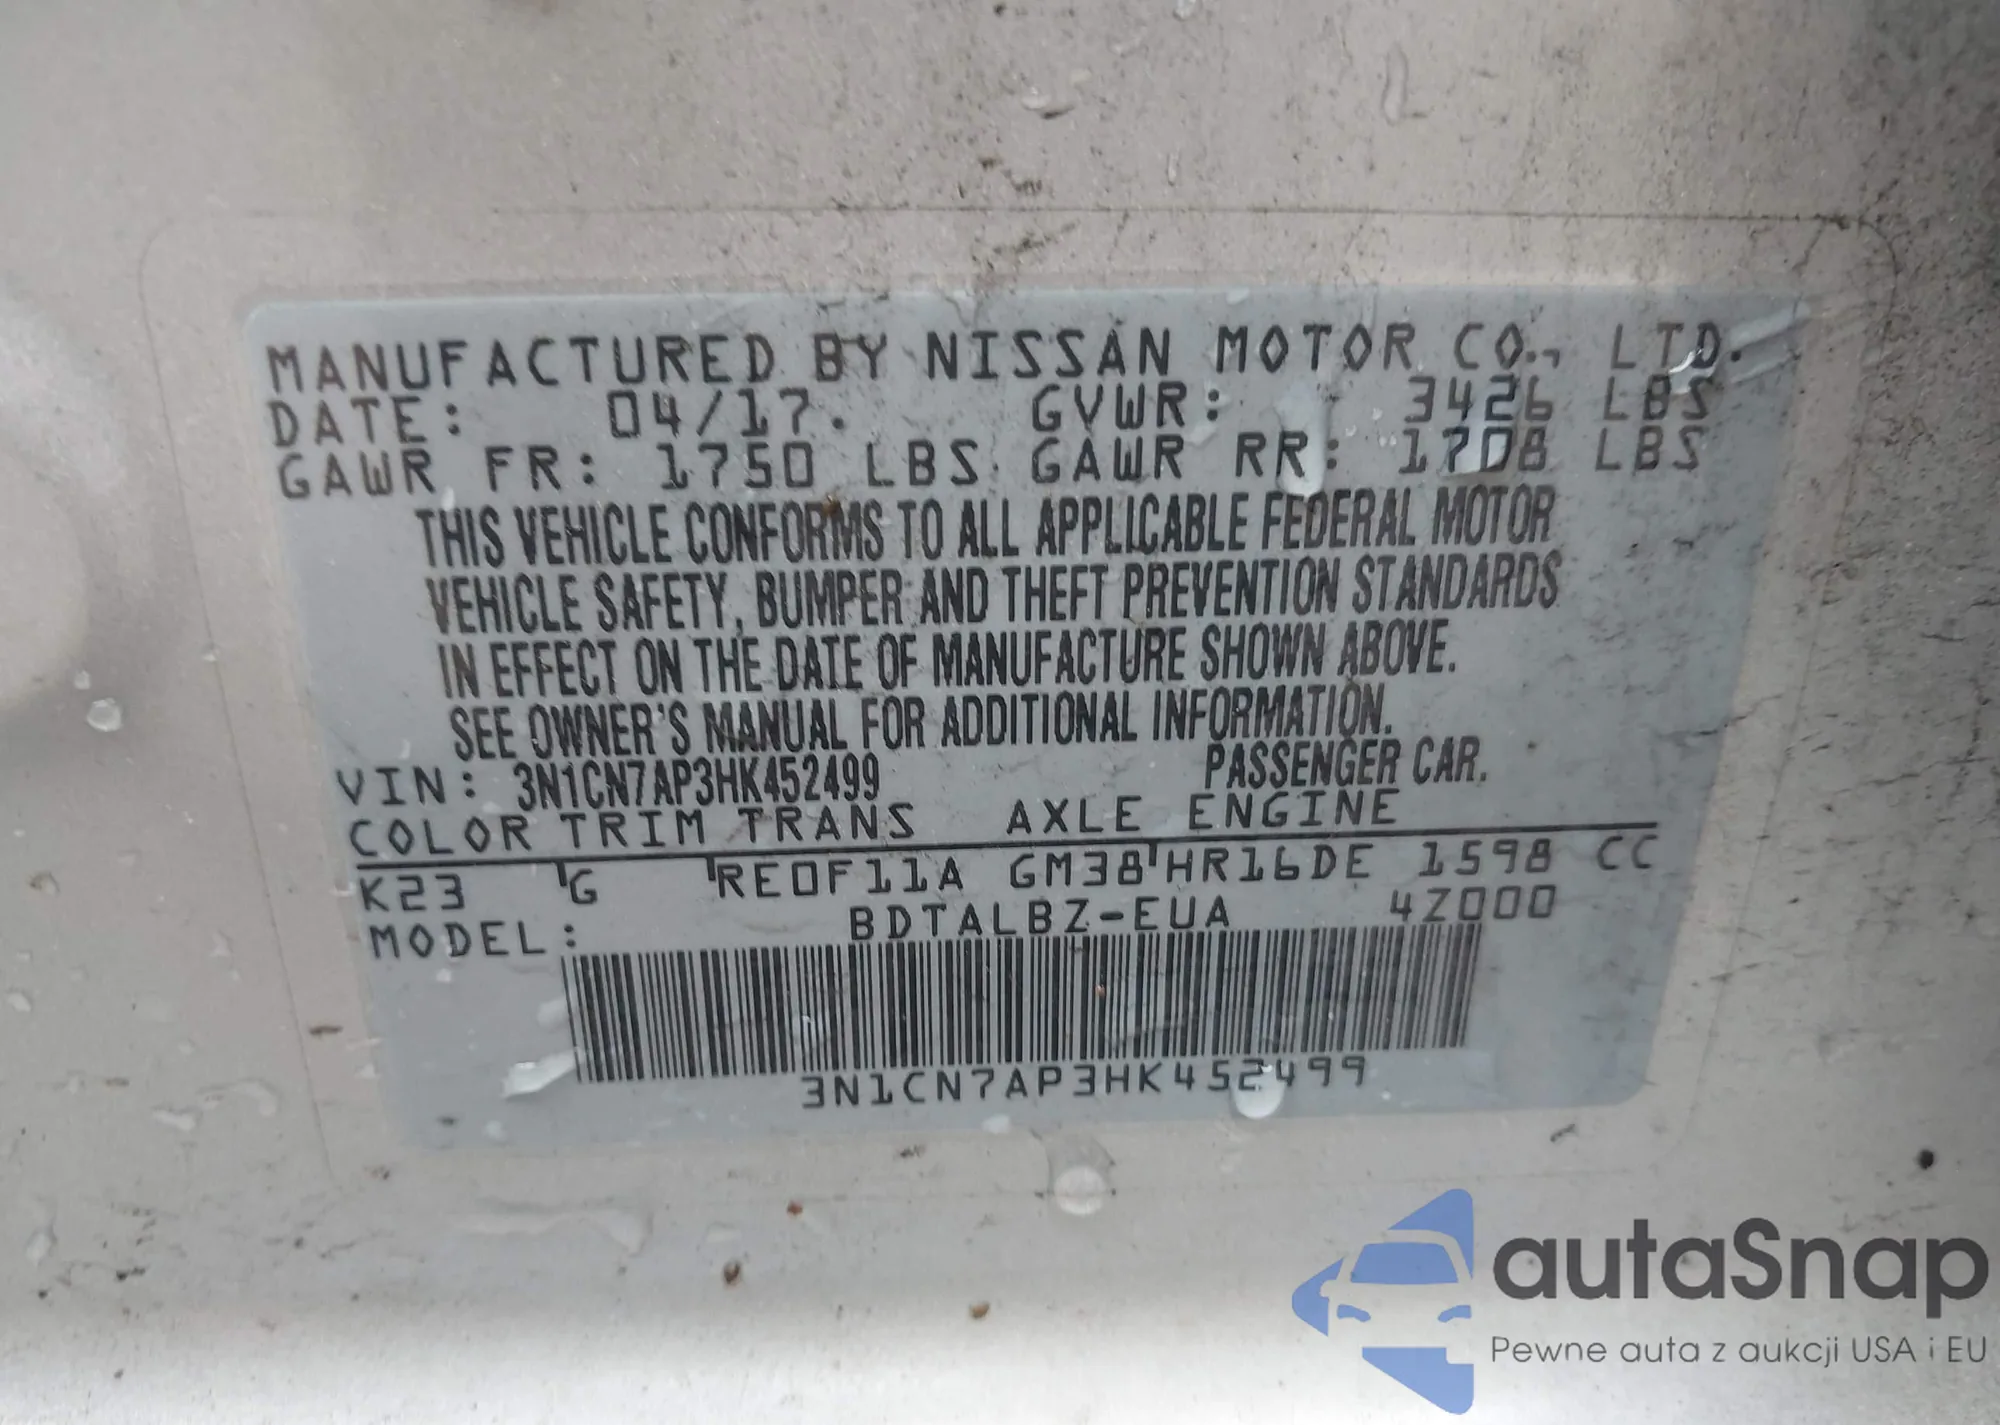 MANUFACTURED BY NISSAN MOTOR CO., LTD.
DATE: 04/17. GVWR: 3426 LBS
GAWR FR: 1750 LBS GAWR RR: 1708 LBS
THIS VEHICLE CONFORMS TO ALL APPLICABLE FEDERAL MOTOR
VEHICLE SAFETY, BUMPER AND THEFT PREVENTION STANDARDS
IN EFFECT ON THE DATE OF MANUFACTURE SHOWN ABOVE.
SEE OWNER'S MANUAL FOR ADDITIONAL INFORMATION.
VIN: 3N1CN7AP3HK452499 PASSENGER CAR.
COLOR TRIM TRANS AXLE ENGINE
K23 G RE0F11A GM38 HR16DE 1598 CC
MODEL: BDTALBZ-EUA 4Z000
3N1CN7AP3HK452499
autaSnap
Pewne auta z aukcji USA i EU